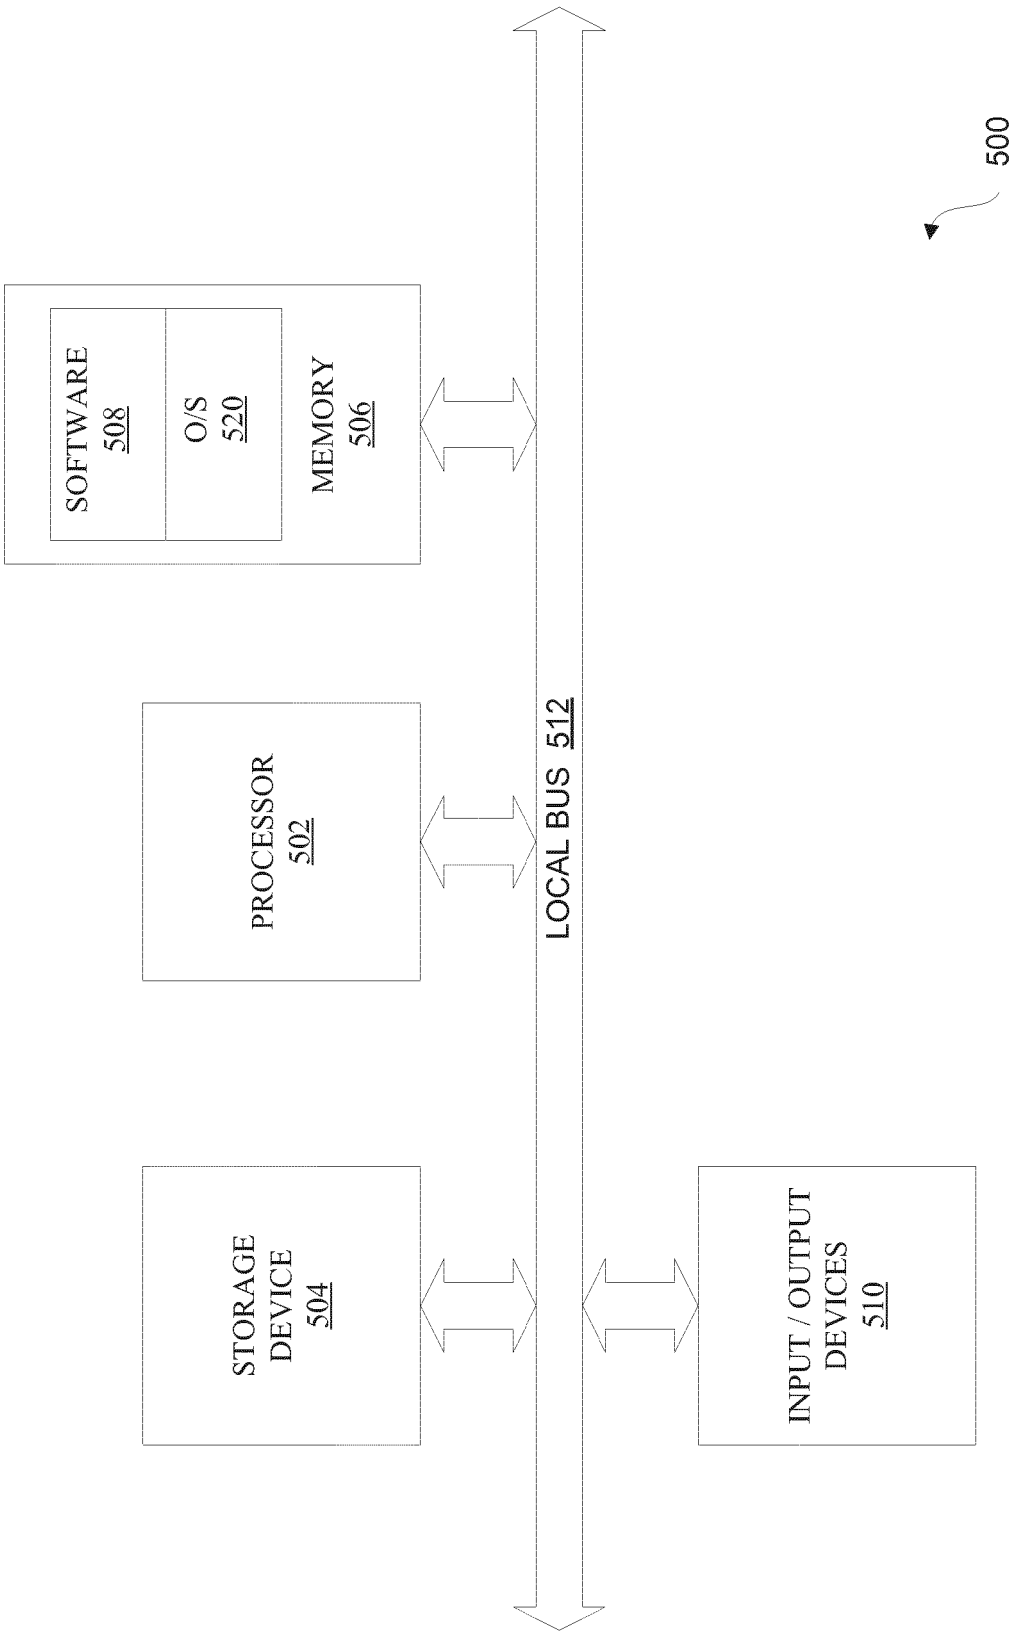 STORAGE
DEVICE
504
PROCESSOR
502
SOFTWARE
508
O/S
520
MEMORY
506
LOCAL BUS 512
INPUT / OUTPUT
DEVICES
510
500